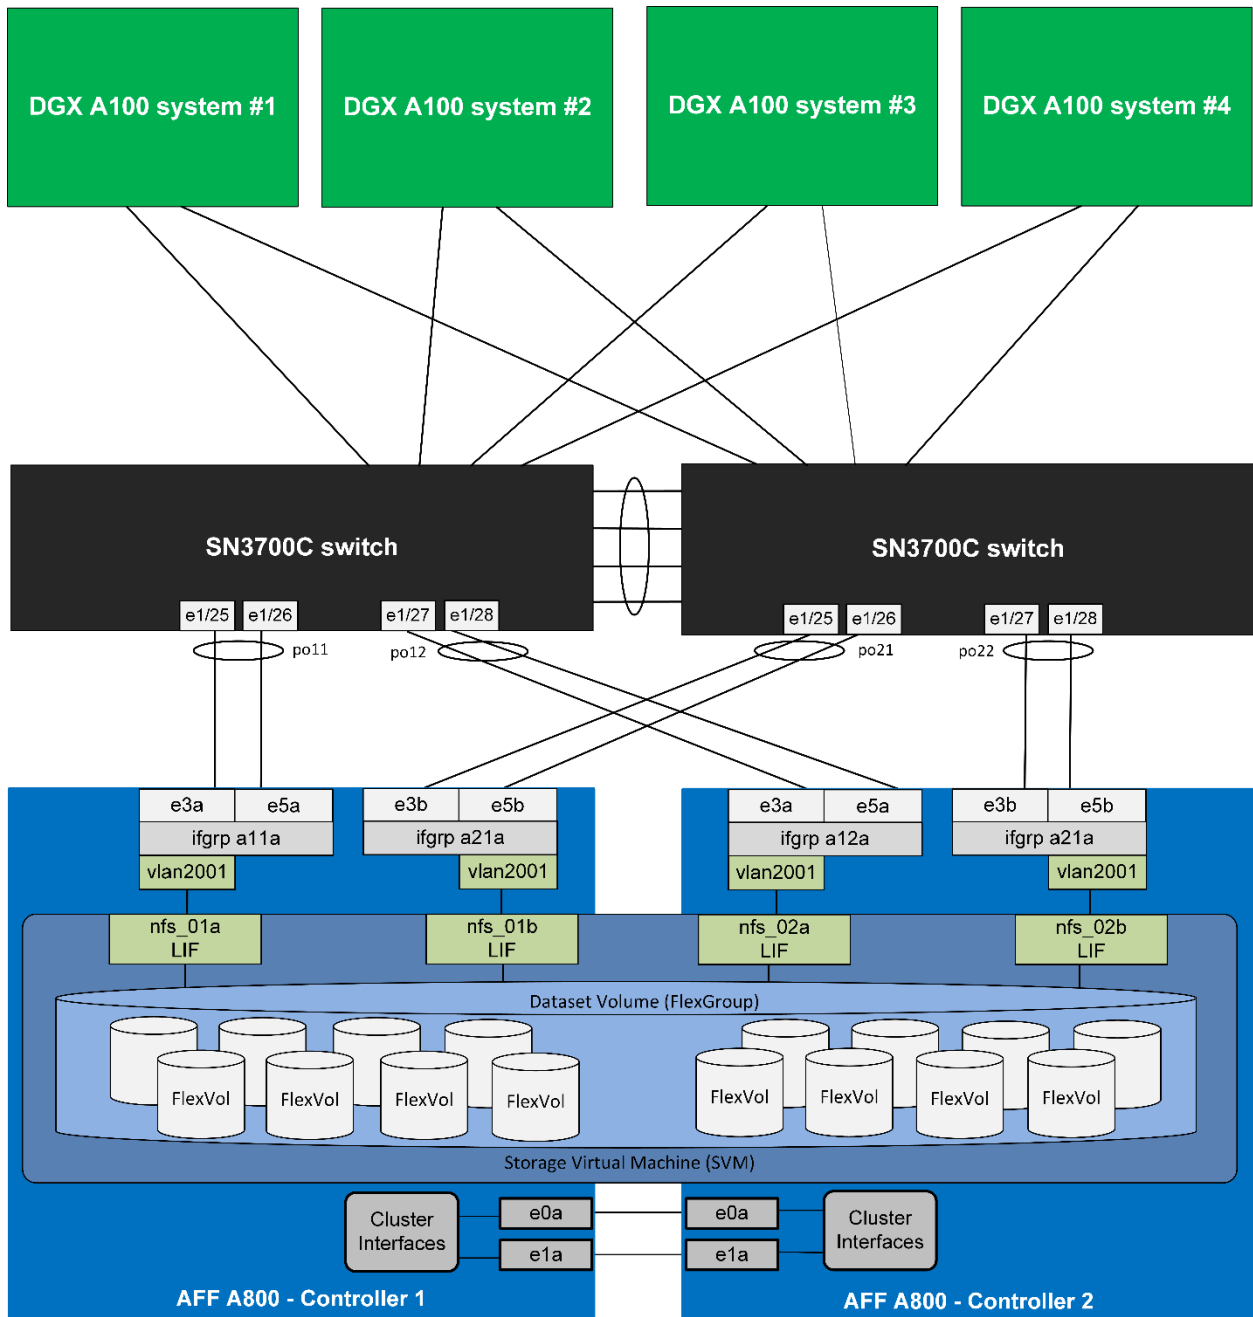 DGX A100 system #1
DGX A100 system #2
DGX A100 system #3
DGX A100 system #4
SN3700C switch
SN3700C switch
e1/25
e1/26
e1/27
e1/28
e1/25
e1/26
e1/27
e1/28
po11
po12
po21
po22
e3a
e5a
e3b
e5b
e3a
e5a
e3b
e5b
ifgrp a11a
ifgrp a21a
ifgrp a12a
ifgrp a21a
vlan2001
vlan2001
vlan2001
vlan2001
nfs_01a
LIF
nfs_01b
LIF
nfs_02a
LIF
nfs_02b
LIF
Dataset Volume (FlexGroup)
FlexVol
FlexVol
FlexVol
FlexVol
FlexVol
FlexVol
FlexVol
FlexVol
Storage Virtual Machine (SVM)
Cluster
Interfaces
e0a
e1a
e0a
e1a
Cluster
Interfaces
AFF A800 - Controller 1
AFF A800 - Controller 2